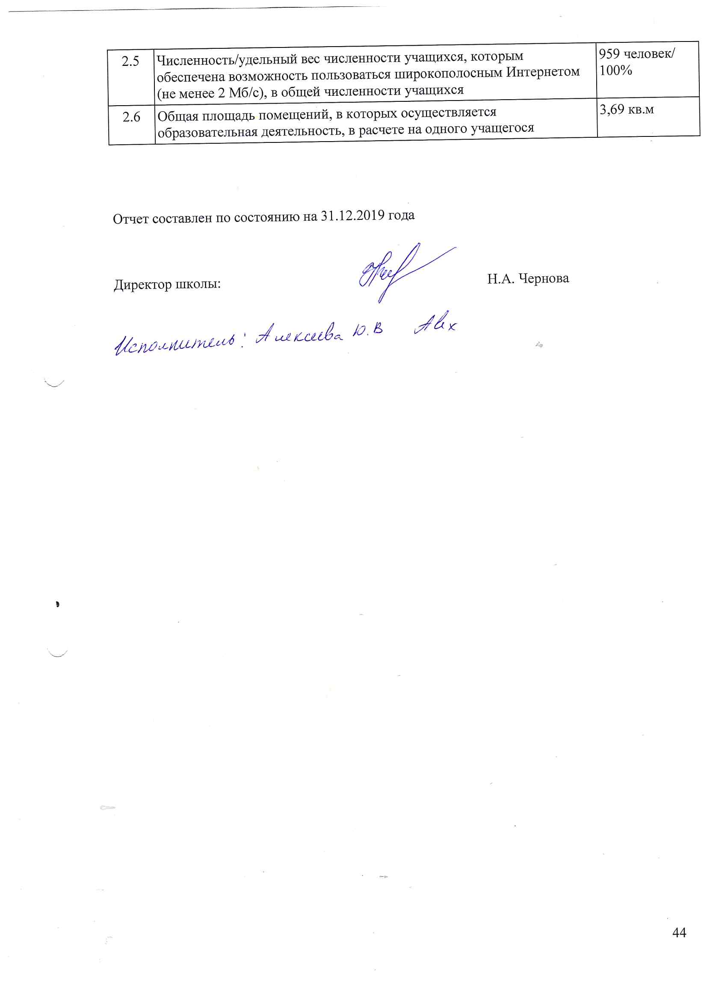 2.5 Численность/удельный вес численности учащихся, которым 959 человек/
обеспечена возможность пользоваться широкополосным Интернетом 100%
(не менее 2 Мб/с), в общей численности учащихся
2.6 Общая площадь помещений, в которых осуществляется 3,69 кв.м
образовательная деятельность, в расчете на одного учащегося
Отчет составлен по состоянию на 31.12.2019 года
Директор школы: Н.А. Чернова
Исполнитель: Алексеева Ю.В
44